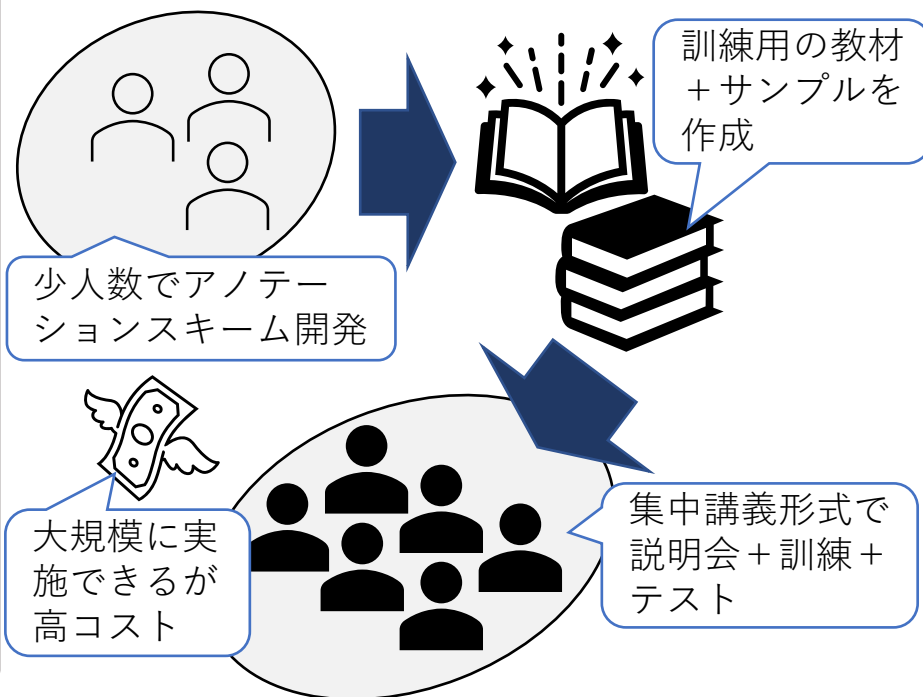 訓練用の教材
＋サンプルを
作成
少人数でアノテー
ションスキーム開発
大規模に実
施できるが
高コスト
集中講義形式で
説明会＋訓練＋
テスト